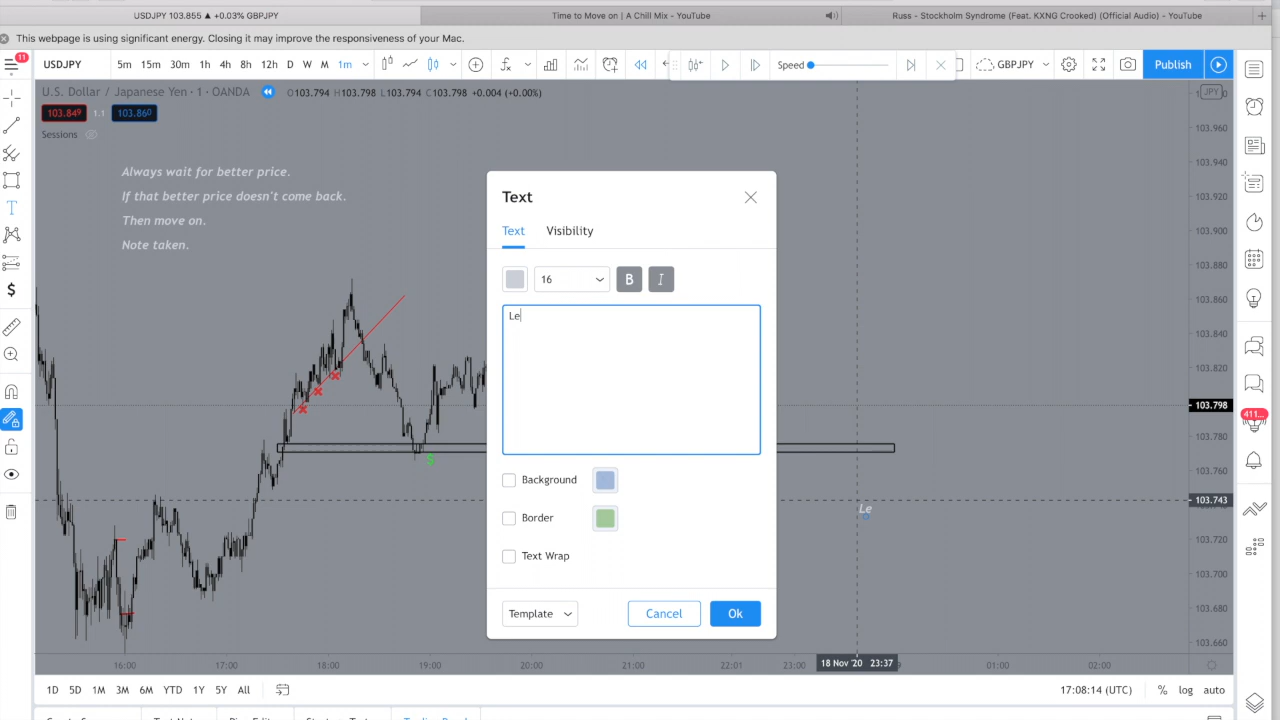 USDJPY 103.855 ▲ +0.03% GBPJPY
Time to Move on | A Chill Mix - YouTube
Russ - Stockholm Syndrome (Feat. KXNG Crooked) (Official Audio) - YouTube
This webpage is using significant energy. Closing it may improve the responsiveness of your Mac.
11
USDJPY 5m 15m 30m 1h 4h 8h 12h D W M 1m
Speed
GBPJPY
Publish
U.S. Dollar / Japanese Yen · 1 · OANDA
O103.794 H103.798 L103.794 C103.798 +0.004 (+0.00%)
JPY
103.849 1.1 103.860
Sessions
Always wait for better price.
If that better price doesn't come back.
Then move on.
Note taken.
Text
Text Visibility
16 B I
Le
Background
Border
Text Wrap
Template
Cancel
Ok
Le
103.960
103.940
103.920
103.900
103.880
103.860
103.840
103.820
103.798
103.780
103.760
103.743
103.720
103.700
103.680
103.660
411...
$
16:00 17:00 18:00 19:00 20:00 21:00 22:01 23:00 18 Nov '20 23:37 01:00 02:00
1D 5D 1M 3M 6M YTD 1Y 5Y All
17:08:14 (UTC) % log auto